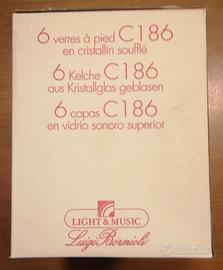 6 verres à pied C186
en cristallin soufflé
6 Kelche C186
aus Kristallglas geblasen
6 copas C186
en vidrio sonoro superior
LIGHT & MUSIC
Luigi Bormioli
subito